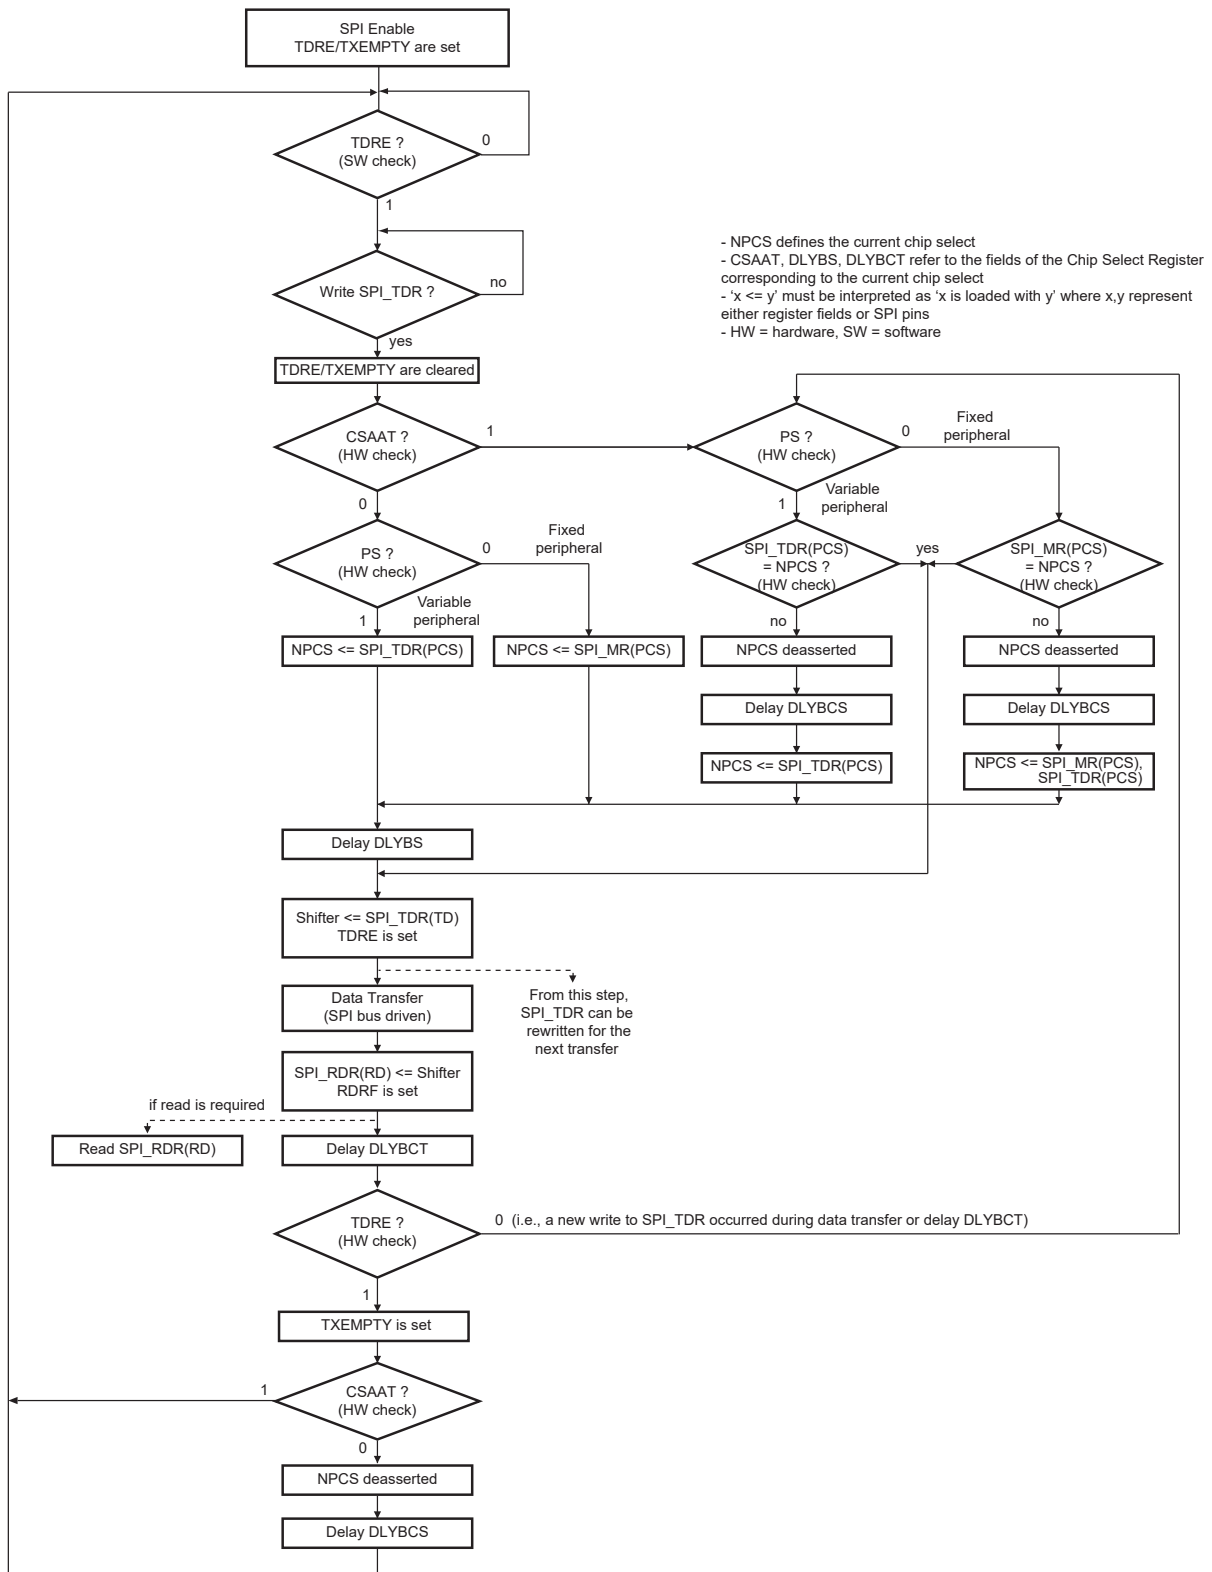 SPI Enable
TDRE/TXEMPTY are set
TDRE ?
(SW check)
0
1
Write SPI_TDR ?
no
yes
- NPCS defines the current chip select
- CSAAT, DLYBS, DLYBCT refer to the fields of the Chip Select Register
corresponding to the current chip select
- ‘x <= y’ must be interpreted as ‘x is loaded with y’ where x,y represent
either register fields or SPI pins
- HW = hardware, SW = software
TDRE/TXEMPTY are cleared
CSAAT ?
(HW check)
1
0
PS ?
(HW check)
0
Fixed
peripheral
1
Variable
peripheral
PS ?
(HW check)
0
Fixed
peripheral
1
Variable
peripheral
SPI_TDR(PCS)
= NPCS ?
(HW check)
yes
SPI_MR(PCS)
= NPCS ?
(HW check)
no
no
NPCS <= SPI_TDR(PCS)
NPCS <= SPI_MR(PCS)
NPCS deasserted
NPCS deasserted
Delay DLYBCS
Delay DLYBCS
NPCS <= SPI_TDR(PCS)
NPCS <= SPI_MR(PCS),
SPI_TDR(PCS)
Delay DLYBS
Shifter <= SPI_TDR(TD)
TDRE is set
Data Transfer
(SPI bus driven)
From this step,
SPI_TDR can be
rewritten for the
next transfer
SPI_RDR(RD) <= Shifter
RDRF is set
if read is required
Read SPI_RDR(RD)
Delay DLYBCT
TDRE ?
(HW check)
0 (i.e., a new write to SPI_TDR occurred during data transfer or delay DLYBCT)
1
TXEMPTY is set
CSAAT ?
(HW check)
1
0
NPCS deasserted
Delay DLYBCS